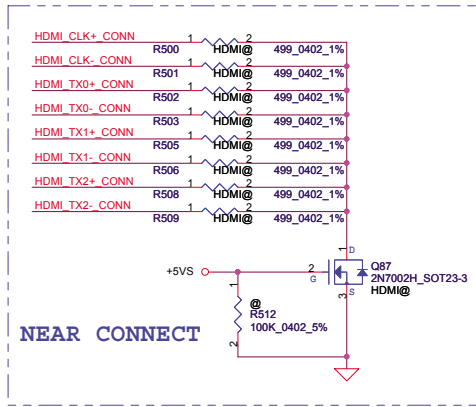 HDMI_CLK+_CONN 1 2
R500 HDMI@ 499_0402_1%
HDMI_CLK-_CONN 1 2
R501 HDMI@ 499_0402_1%
HDMI_TX0+_CONN 1 2
R502 HDMI@ 499_0402_1%
HDMI_TX0-_CONN 1 2
R503 HDMI@ 499_0402_1%
HDMI_TX1+_CONN 1 2
R505 HDMI@ 499_0402_1%
HDMI_TX1-_CONN 1 2
R506 HDMI@ 499_0402_1%
HDMI_TX2+_CONN 1 2
R508 HDMI@ 499_0402_1%
HDMI_TX2-_CONN 1 2
R509 HDMI@ 499_0402_1%
1 D
+5VS 2 G
Q87
2N7002H_SOT23-3
HDMI@
3 S
1
@
R512
100K_0402_5%
2
NEAR CONNECT